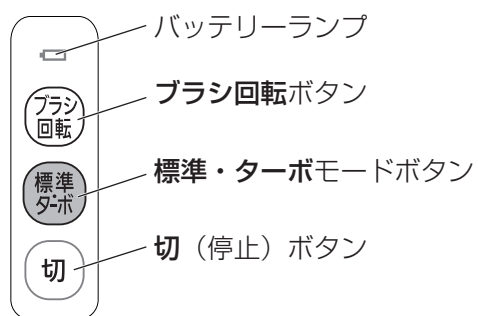 バッテリーランプ
ブラシ
回転
ブラシ回転ボタン
標準
ターボ
標準・ターボモードボタン
切
切（停止）ボタン